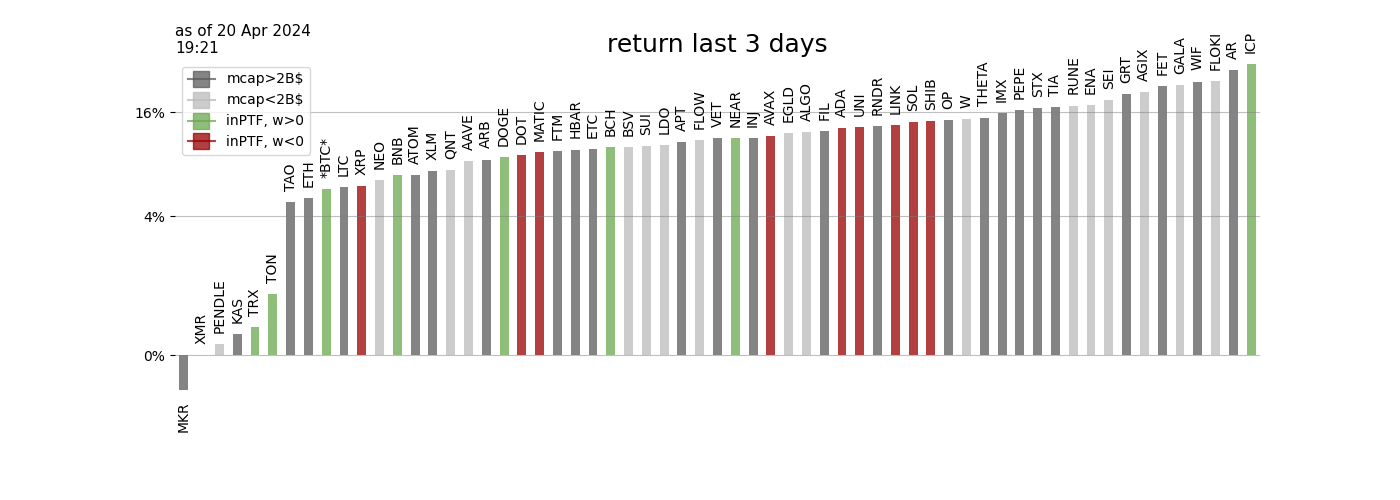 as of 20 Apr 2024
19:21
return last 3 days
mcap>2B$
mcap<2B$
inPTF, w>0
inPTF, w<0
16%
4%
0%
MKR
XMR
PENDLE
KAS
TRX
TON
TAO
ETH
*BTC*
LTC
XRP
NEO
BNB
ATOM
XLM
QNT
AAVE
ARB
DOGE
DOT
MATIC
FTM
HBAR
ETC
BCH
BSV
SUI
LDO
APT
FLOW
VET
NEAR
INJ
AVAX
EGLD
ALGO
FIL
ADA
UNI
RNDR
LINK
SOL
SHIB
OP
W
THETA
IMX
PEPE
STX
TIA
RUNE
ENA
SEI
GRT
AGIX
FET
GALA
WIF
FLOKI
AR
ICP